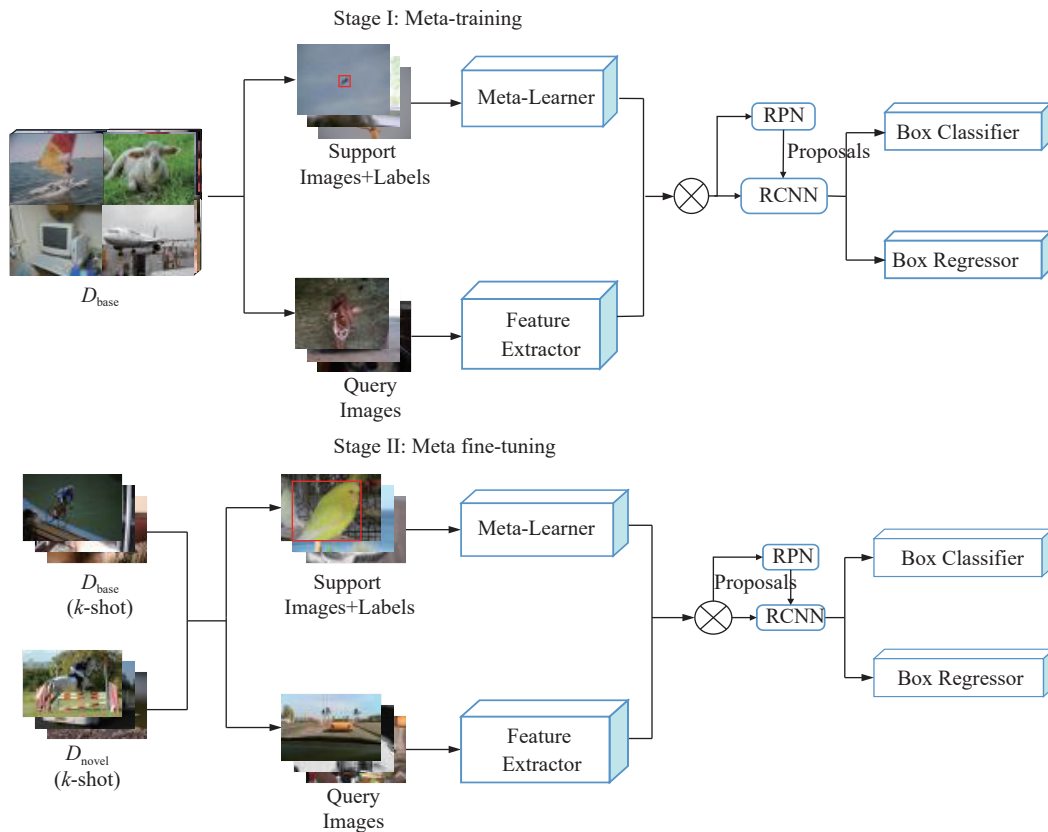 Stage I: Meta-training
Meta-Learner
RPN
Box Classifier
Proposals
Support
Images+Labels
RCNN
Box Regressor
D_base
Feature
Extractor
Query
Images
Stage II: Meta fine-tuning
Meta-Learner
Box Classifier
RPN
D_base
(k-shot)
Support
Images+Labels
Proposals
RCNN
Box Regressor
D_novel
(k-shot)
Feature
Extractor
Query
Images